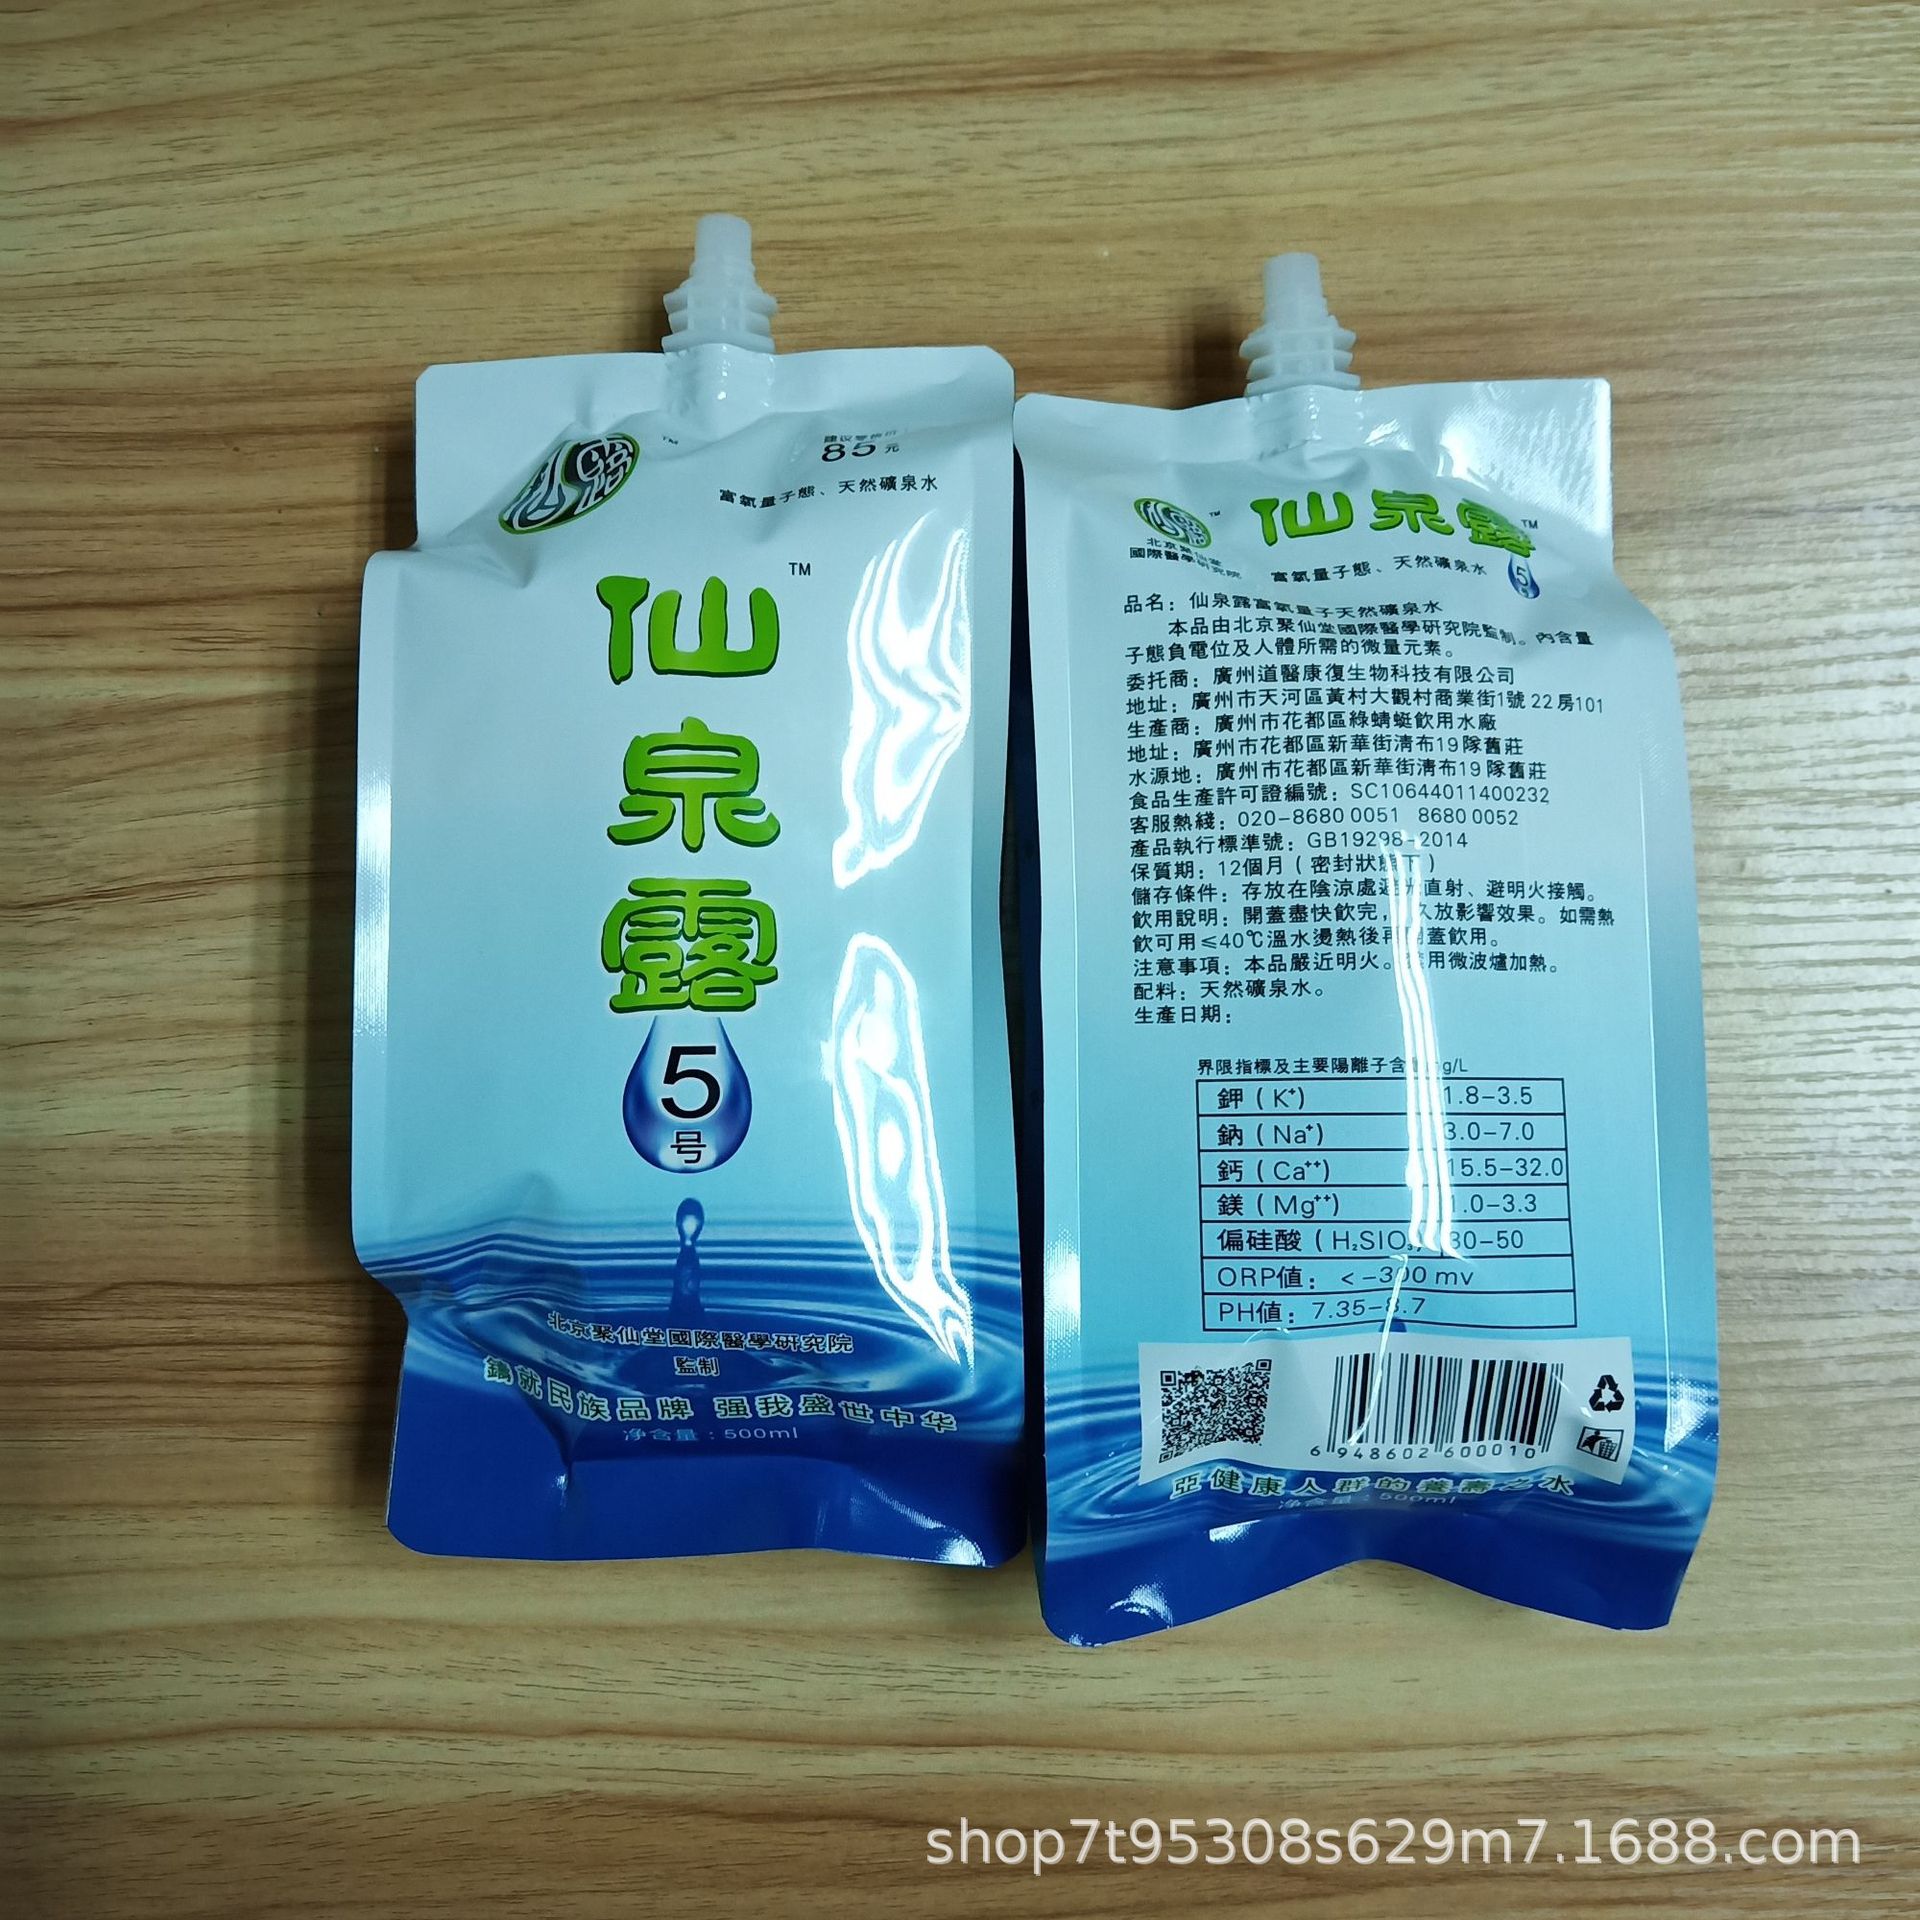 TM
建议零售价
85元
富氧量子態、天然礦泉水
TM
仙
泉
露
5
号
北京聚仙堂國際醫學研究院
監制
鑄就民族品牌 强我盛世中华
净含量：500ml
TM
仙泉露
TM
北京聚仙堂
國際醫學研究院
富氧量子態、天然礦泉水
5
品名：仙泉露富氧量子天然礦泉水
本品由北京聚仙堂國際醫學研究院監制。內含量
子態負電位及人體所需的微量元素。
委托商：廣州道醫康復生物科技有限公司
地址：廣州市天河區黃村大觀村商業街1號22房101
生產商：廣州市花都區綠蜻蜓飲用水廠
地址：廣州市花都區新華街清布19隊舊莊
水源地：廣州市花都區新華街清布19隊舊莊
食品生產許可證編號：SC10644011400232
客服熱綫：020-8680 0051 8680 0052
產品執行標準號：GB19298-2014
保質期：12個月（密封狀態下）
儲存條件：存放在陰涼處避光直射、避明火接觸。
飲用說明：開蓋盡快飲完，久放影響效果。如需熱
飲可用≤40℃溫水燙熱後再開蓋飲用。
注意事項：本品嚴近明火。禁用微波爐加熱。
配料：天然礦泉水。
生產日期：
界限指標及主要陽離子含量mg/L
鉀（K⁺） 1.8-3.5
鈉（Na⁺） 3.0-7.0
鈣（Ca⁺⁺） 15.5-32.0
鎂（Mg⁺⁺） 1.0-3.3
偏硅酸（H₂SIO₃） 30-50
ORP值：＜-300 mv
PH值：7.35-8.7
6 948602 600010
亞健康人群的養壽之水
净含量：500ml
shop7t95308s629m7.1688.com